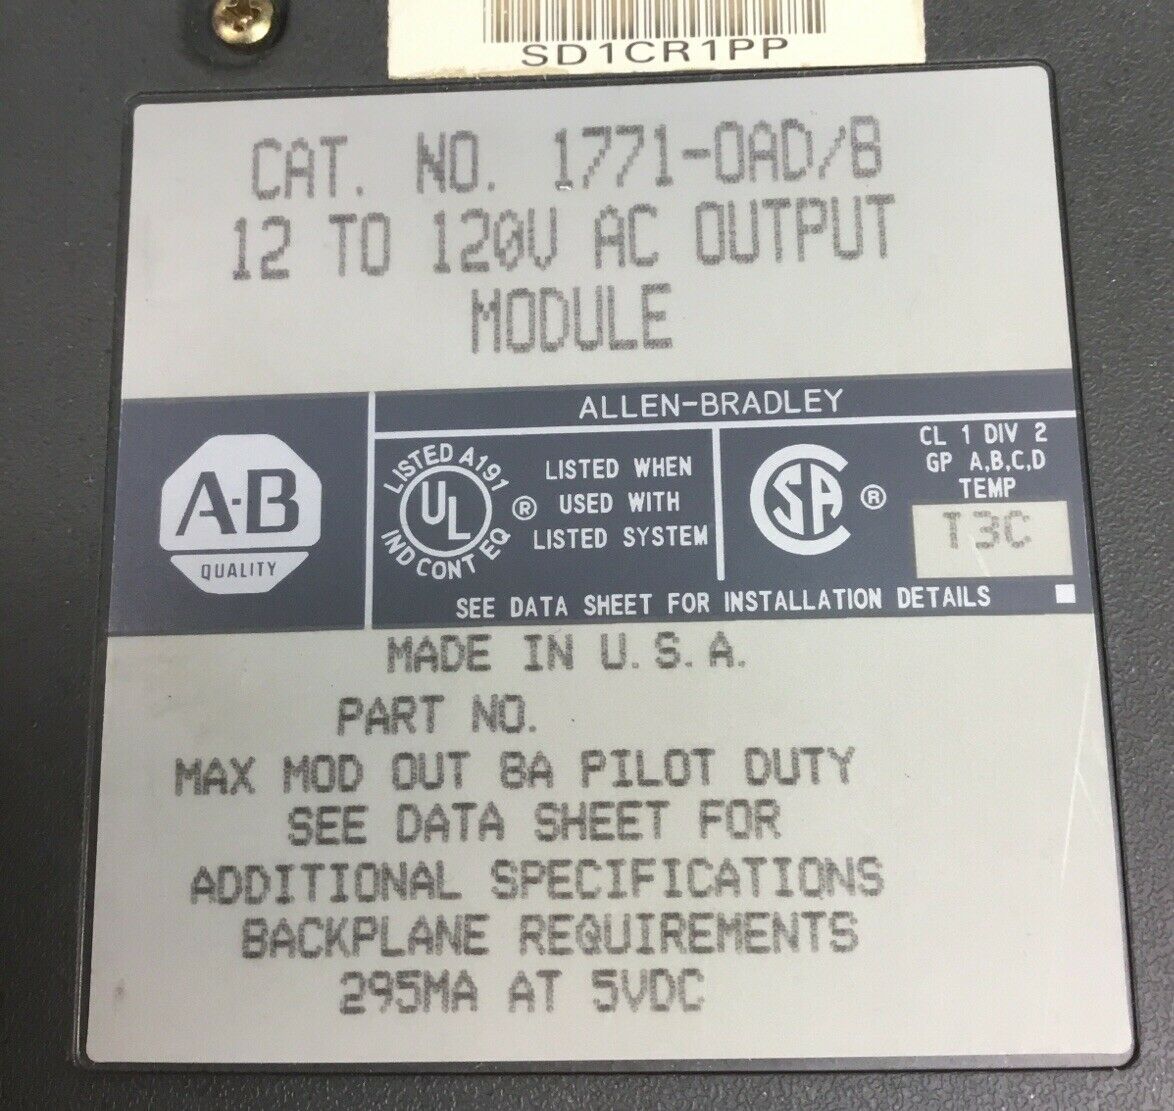 SD1CR1PP
CAT. NO. 1771-OAD/B
12 TO 120V AC OUTPUT
MODULE
ALLEN-BRADLEY
A-B
QUALITY
LISTED A191
UL
IND CONT EQ
®
LISTED WHEN
USED WITH
LISTED SYSTEM
CSA
®
CL 1 DIV 2
GP A,B,C,D
TEMP
T3C
SEE DATA SHEET FOR INSTALLATION DETAILS
MADE IN U.S.A.
PART NO.
MAX MOD OUT 8A PILOT DUTY
SEE DATA SHEET FOR
ADDITIONAL SPECIFICATIONS
BACKPLANE REQUIREMENTS
295MA AT 5VDC